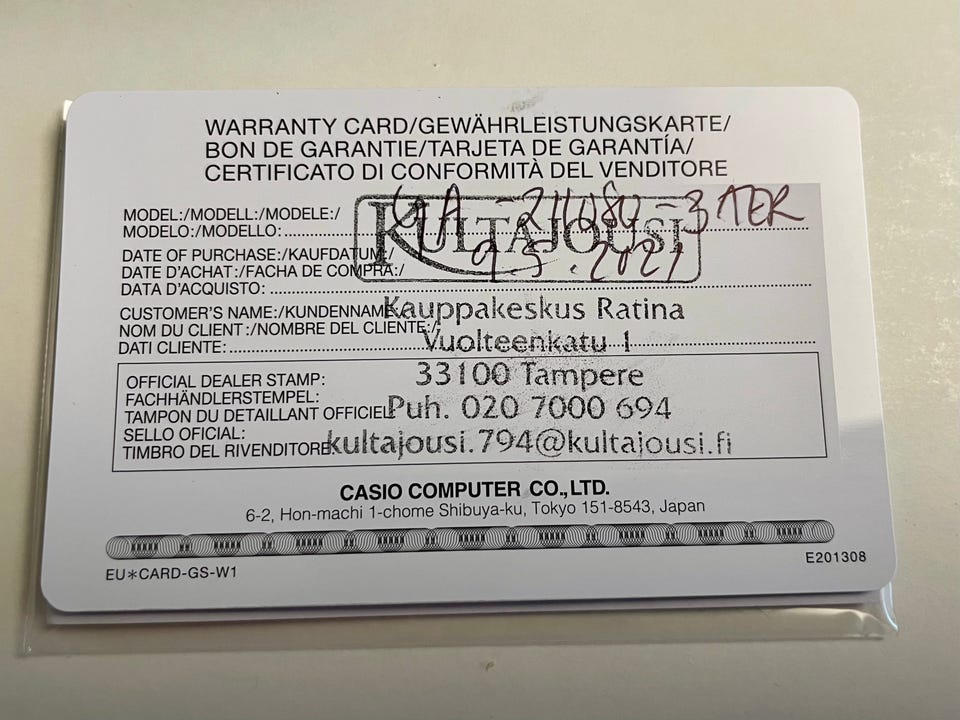 WARRANTY CARD/GEWÄHRLEISTUNGSKARTE/
BON DE GARANTIE/TARJETA DE GARANTÍA/
CERTIFICATO DI CONFORMITÀ DEL VENDITORE
MODEL:/MODELL:/MODELE:/
MODELO:/MODELLO:
KULTAJOUSI
DATE OF PURCHASE:/KAUFDATUM/
DATE D'ACHAT:/FACHA DE COMPRA:/
DATA D'ACQUISTO:
9.5.2021
CUSTOMER'S NAME:/KUNDENNAME:/
NOM DU CLIENT:/NOMBRE DEL CLIENTE:/
DATI CLIENTE:
Kauppakeskus Ratina
Vuolteenkatu 1
33100 Tampere
Puh. 020 7000 694
kultajousi.794@kultajousi.fi
OFFICIAL DEALER STAMP:
FACHHÄNDLERSTEMPEL:
TAMPON DU DETAILLANT OFFICIEL:
SELLO OFICIAL:
TIMBRO DEL RIVENDITORE:
CASIO COMPUTER CO.,LTD.
6-2, Hon-machi 1-chome Shibuya-ku, Tokyo 151-8543, Japan
EU✳CARD-GS-W1
E201308